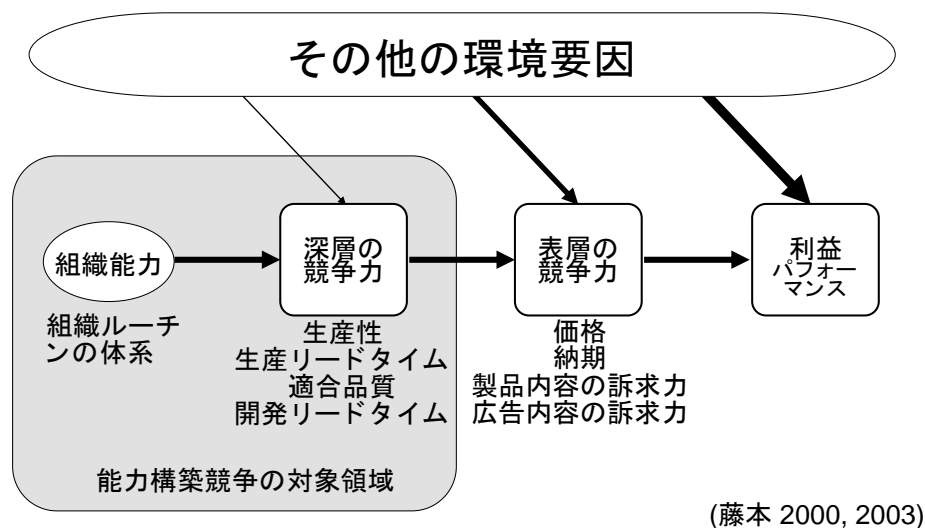 その他の環境要因
組織能力
深層の
競争力
表層の
競争力
利益
パフォー
マンス
組織ルーチ
ンの体系
生産性
生産リードタイム
適合品質
開発リードタイム
価格
納期
製品内容の訴求力
広告内容の訴求力
能力構築競争の対象領域
(藤本 2000, 2003)